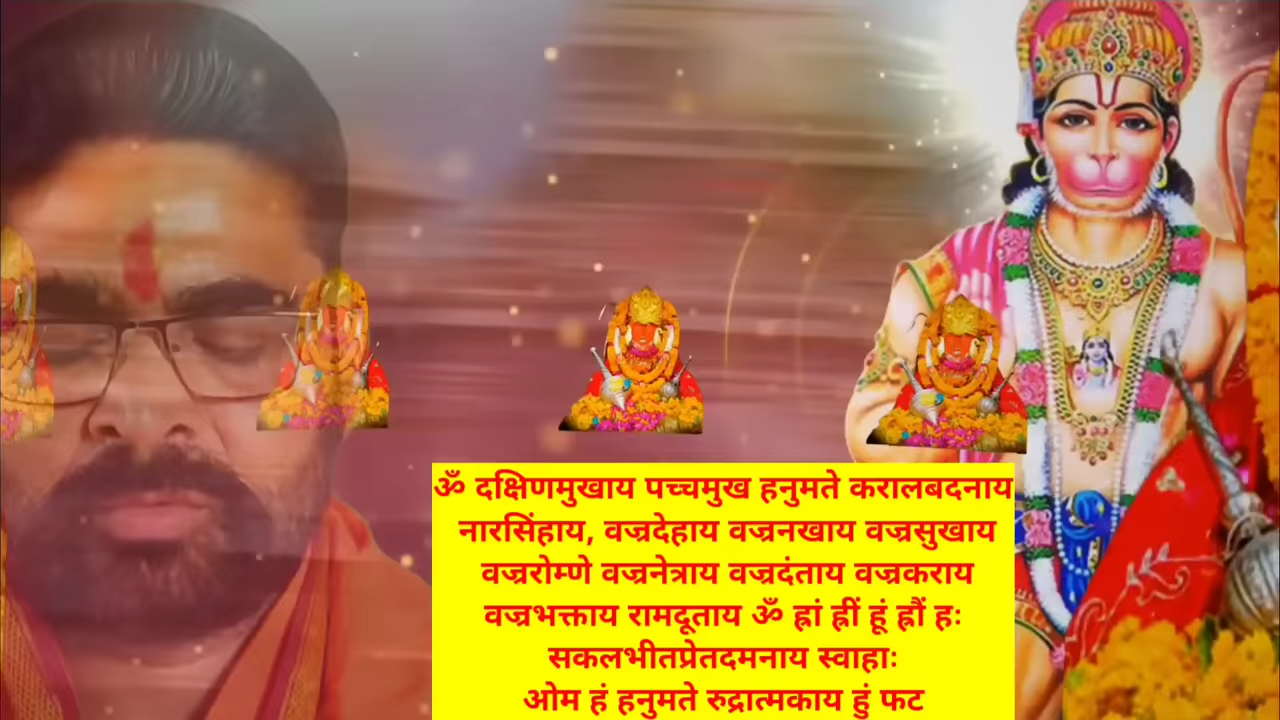 ॐ दक्षिणमुखाय पच्चमुख हनुमते करालबदनाय
नारसिंहाय, वज्रदेहाय वज्रनखाय वज्रसुखाय
वज्ररोम्णे वज्रनेत्राय वज्रदंताय वज्रकराय
वज्रभक्ताय रामदूताय ॐ ह्रां ह्रीं हूं ह्रौं हः
सकलभीतप्रेतदमनाय स्वाहाः
ओम हं हनुमते रुद्रात्मकाय हुं फट